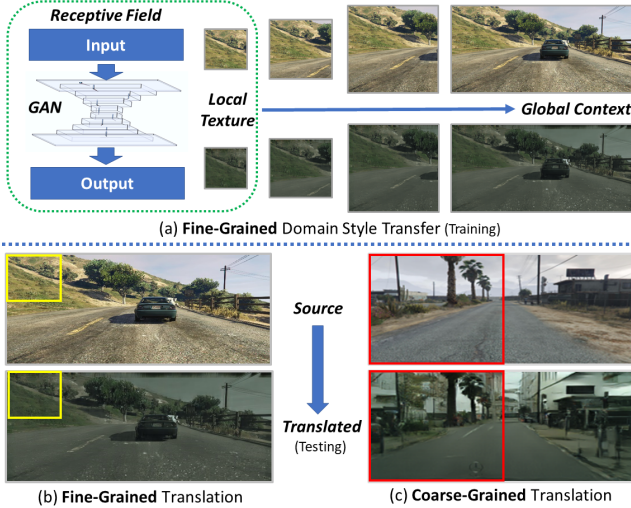 Receptive Field
Input
GAN
Output
Local
Texture
Global Context
(a) Fine-Grained Domain Style Transfer (Training)
Source
Translated
(Testing)
(b) Fine-Grained Translation
(c) Coarse-Grained Translation